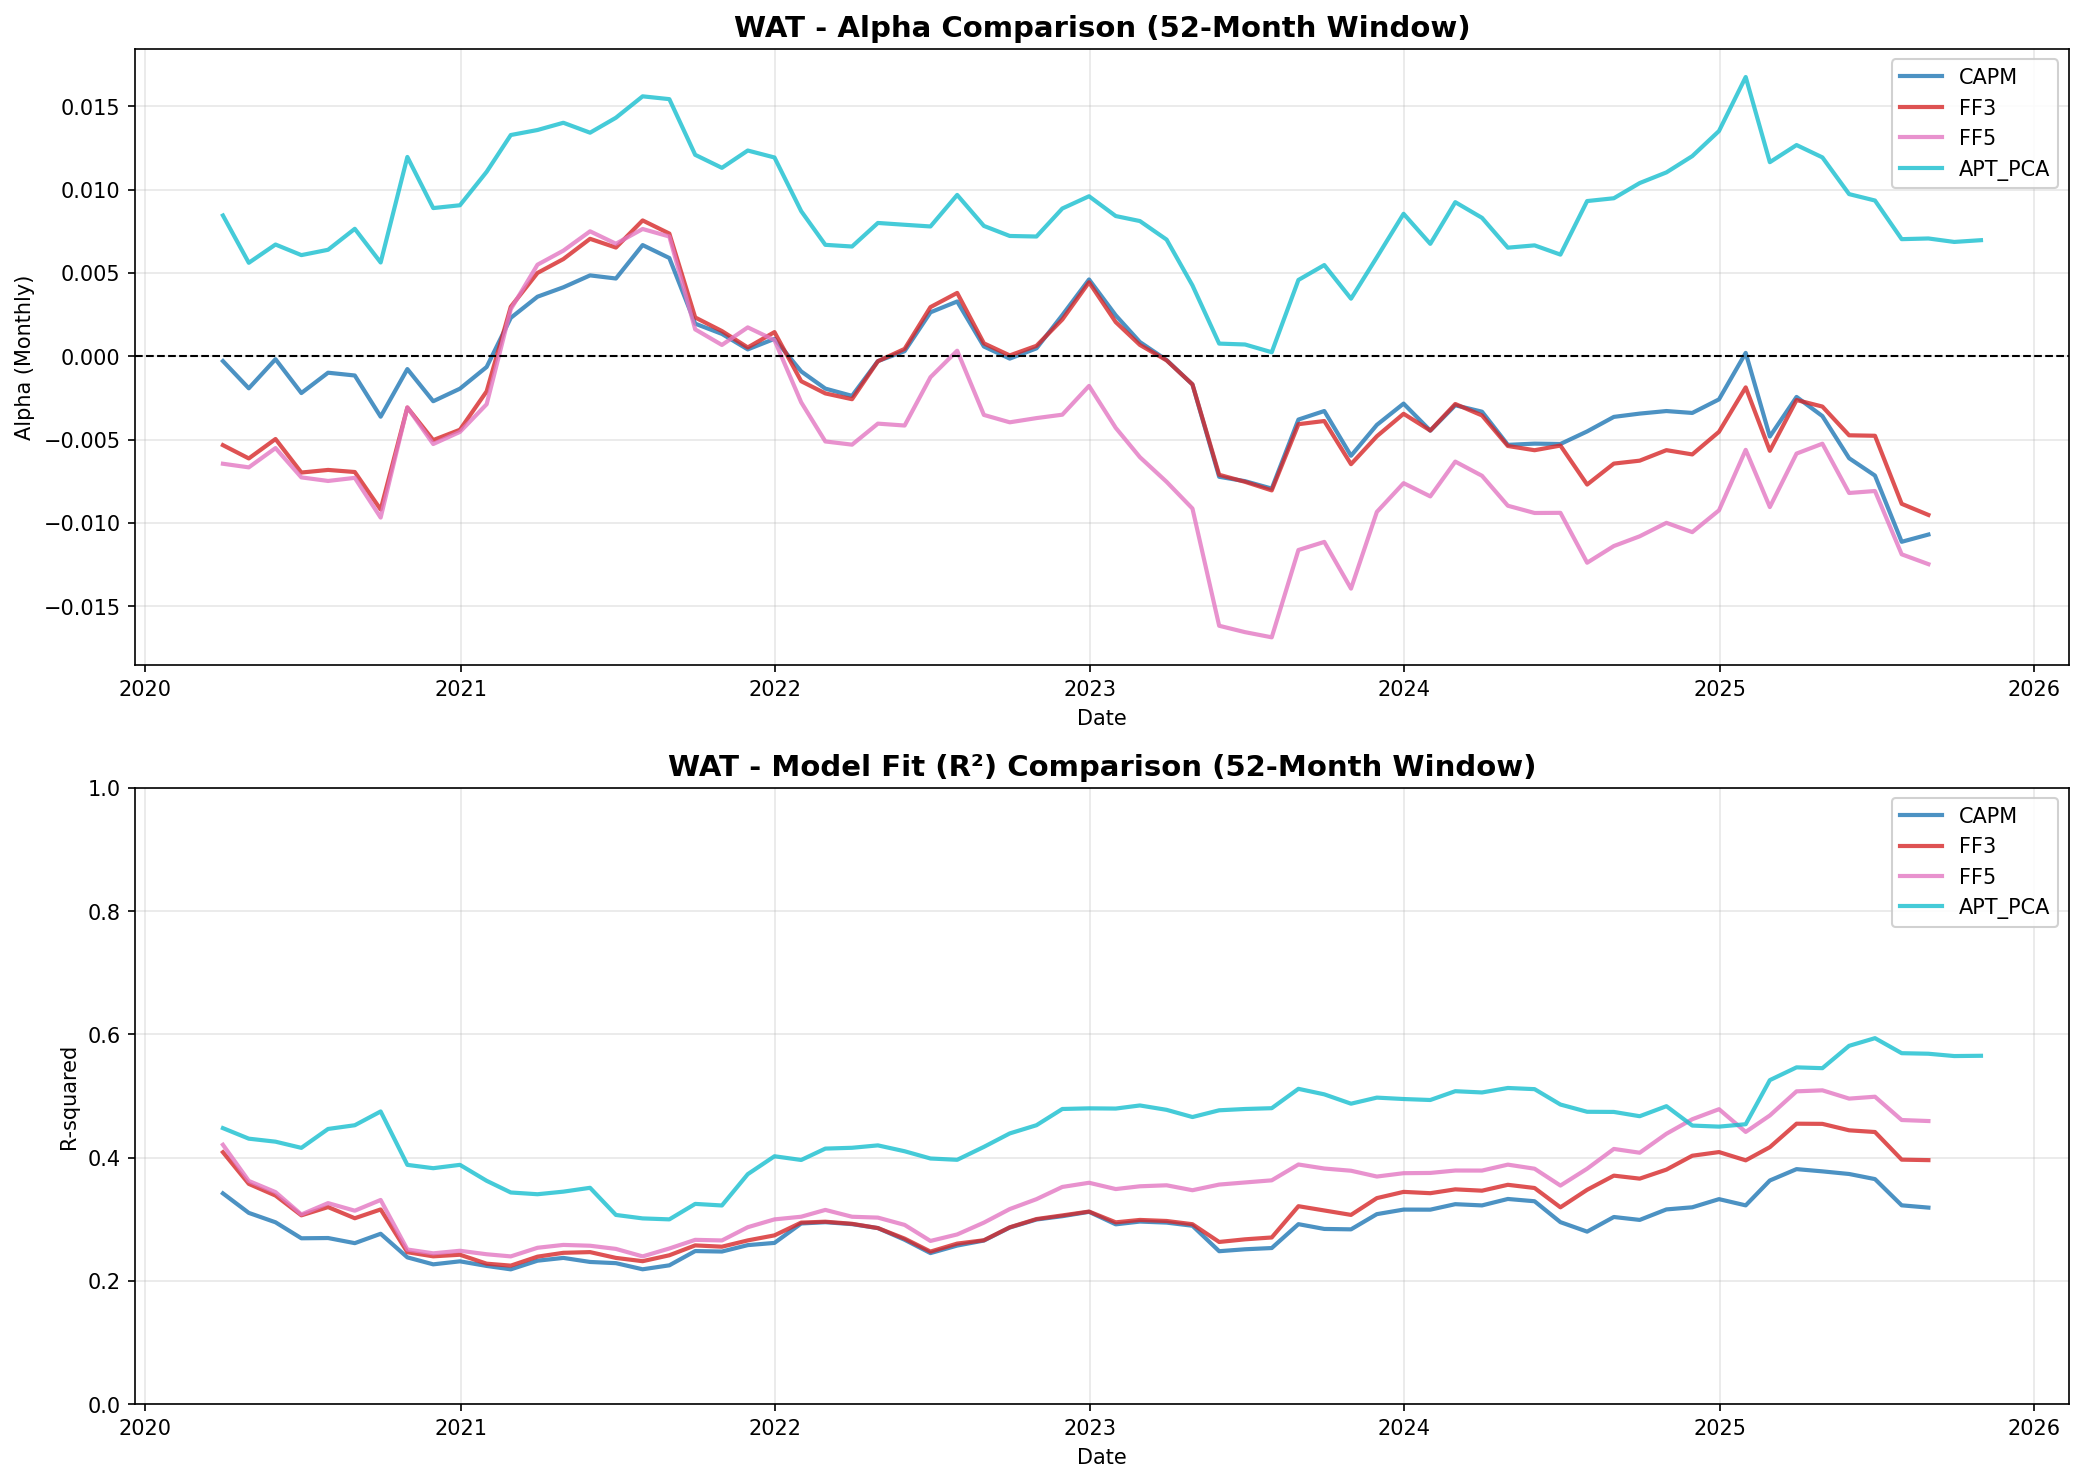 WAT - Alpha Comparison (52-Month Window)
Alpha (Monthly)
0.015
0.010
0.005
0.000
−0.005
−0.010
−0.015
CAPM
FF3
FF5
APT_PCA
2020 2021 2022 2023 2024 2025 2026
Date
WAT - Model Fit (R²) Comparison (52-Month Window)
R-squared
1.0
0.8
0.6
0.4
0.2
0.0
CAPM
FF3
FF5
APT_PCA
2020 2021 2022 2023 2024 2025 2026
Date